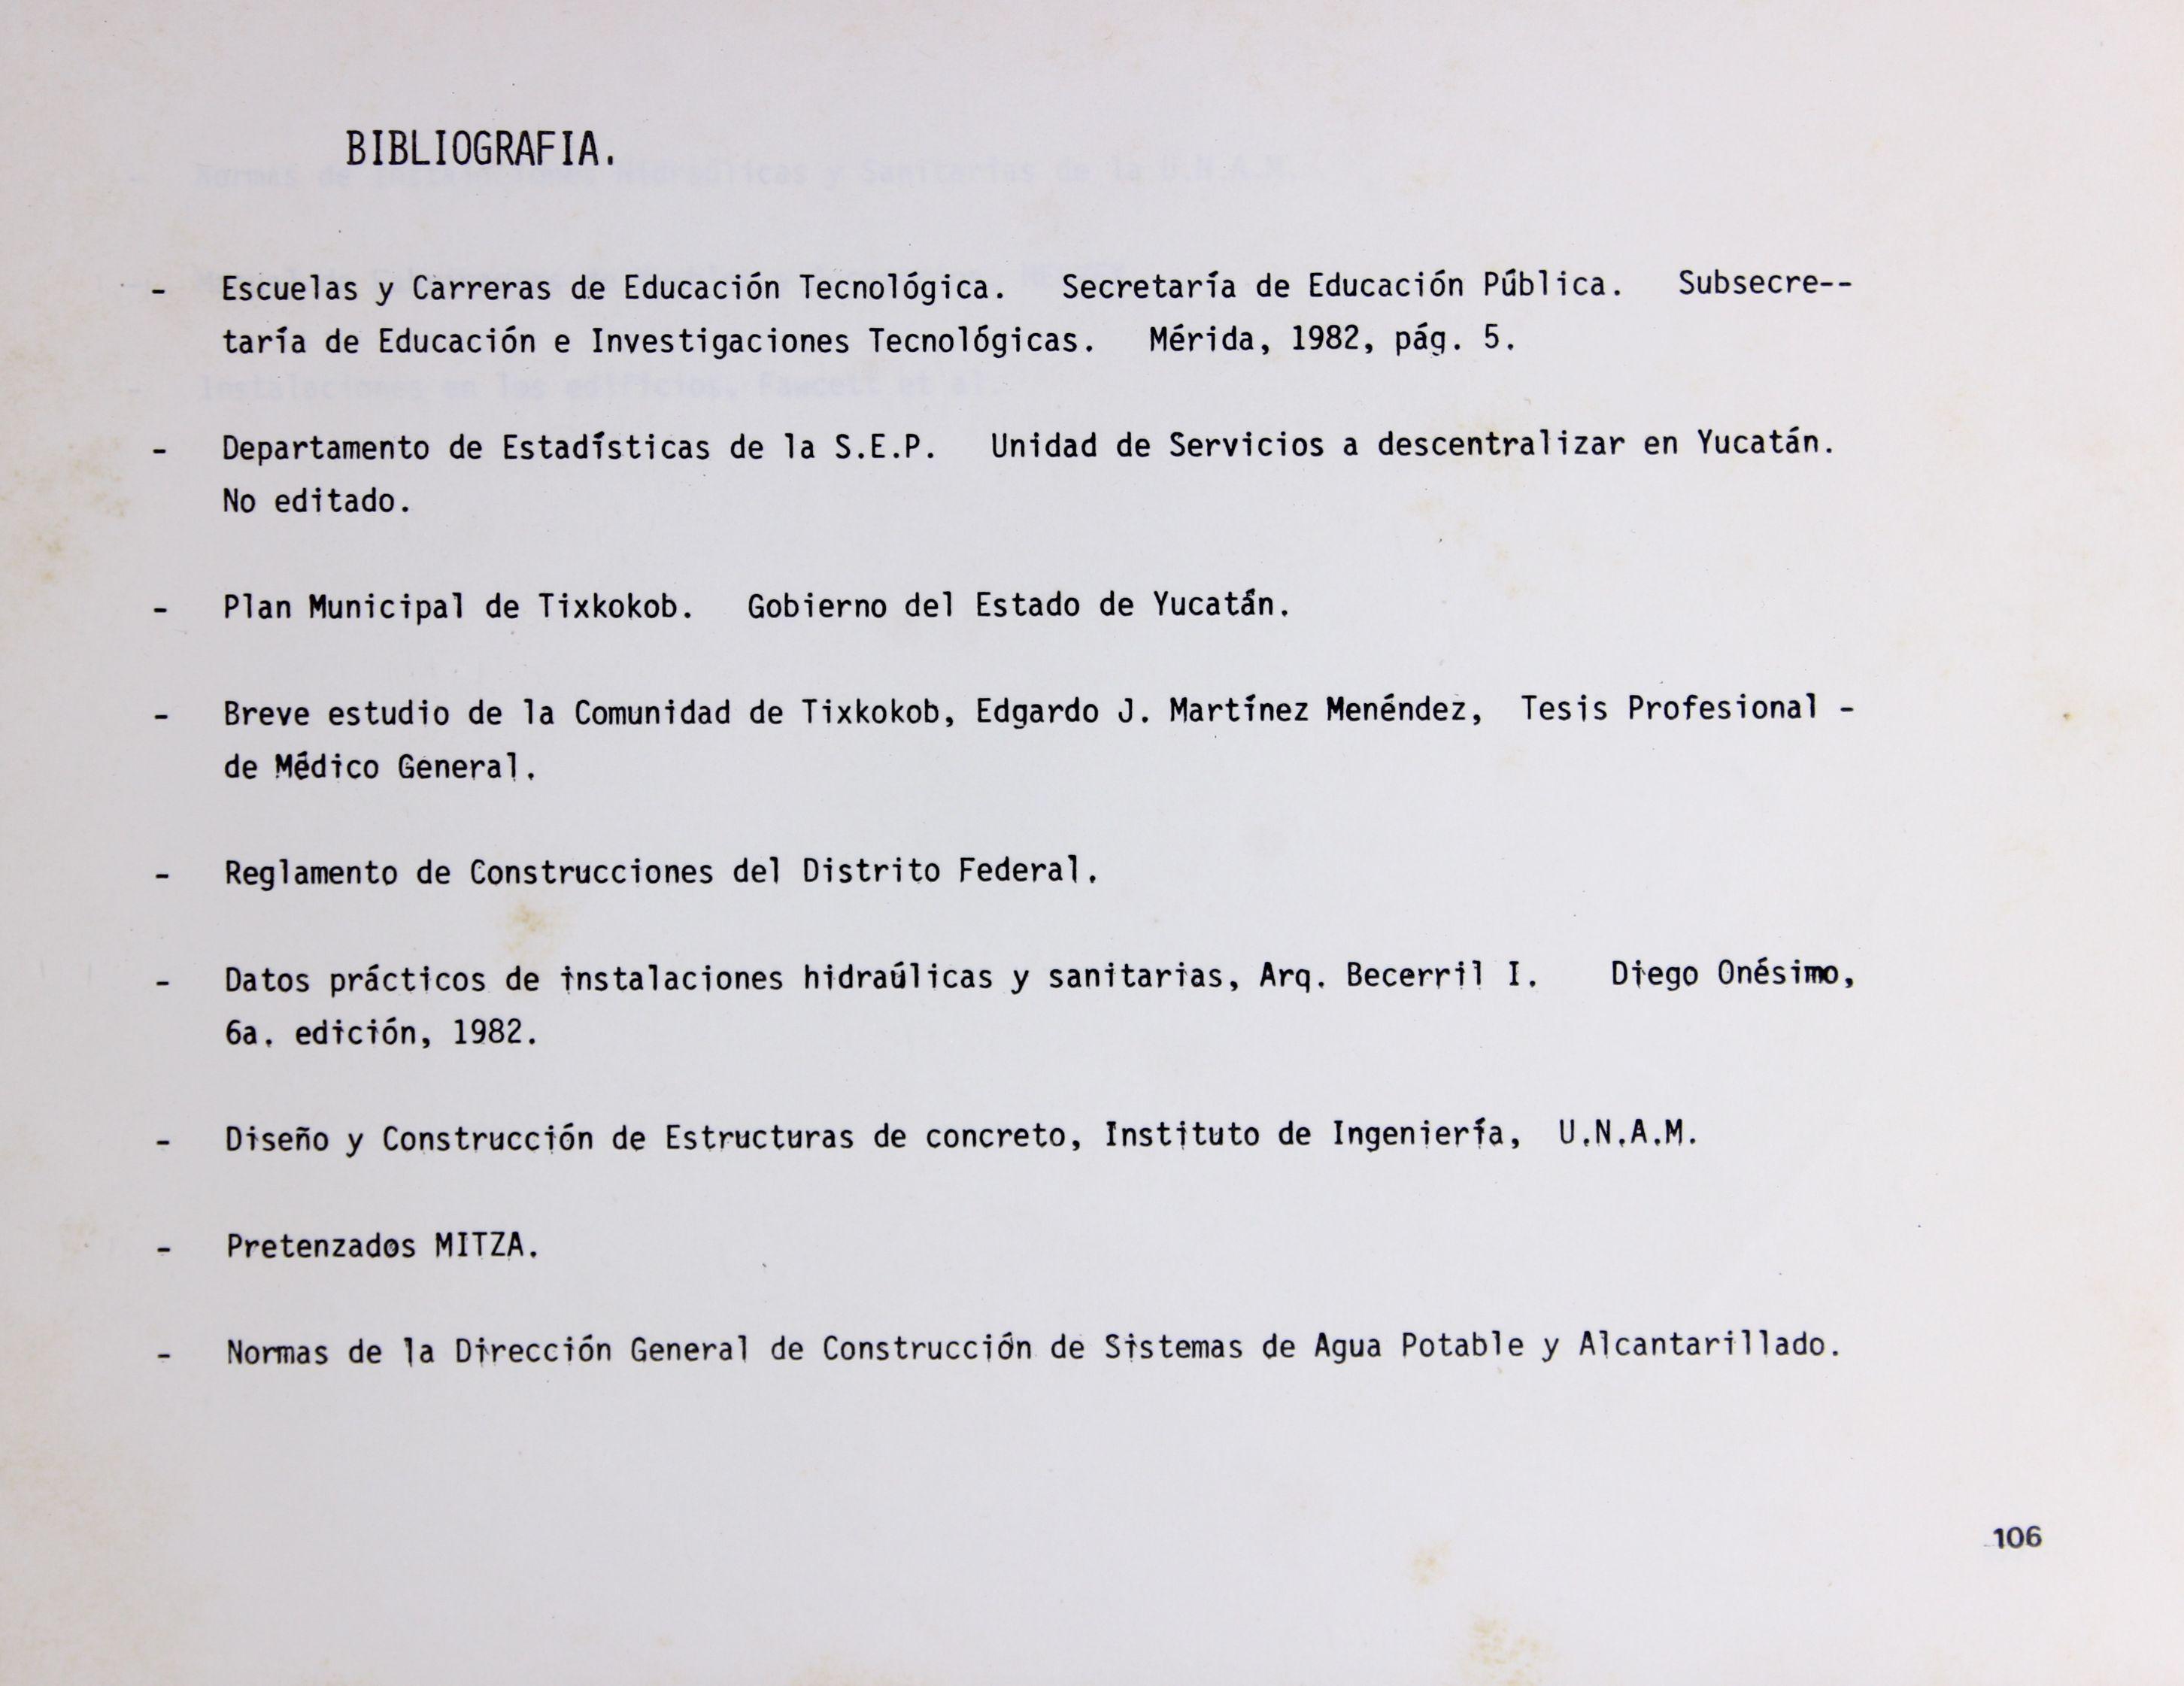 BIBLIOGRAFIA.
- Escuelas y Carreras de Educación Tecnológica. Secretaría de Educación Pública. Subsecre--
taría de Educación e Investigaciones Tecnológicas. Mérida, 1982, pág. 5.
- Departamento de Estadísticas de la S.E.P. Unidad de Servicios a descentralizar en Yucatán.
No editado.
- Plan Municipal de Tixkokob. Gobierno del Estado de Yucatán.
- Breve estudio de la Comunidad de Tixkokob, Edgardo J. Martínez Menéndez, Tesis Profesional -
de Médico General.
- Reglamento de Construcciones del Distrito Federal.
- Datos prácticos de instalaciones hidraúlicas y sanitarias, Arq. Becerril I. Diego Onésimo,
6a. edición, 1982.
- Diseño y Construcción de Estructuras de concreto, Instituto de Ingeniería, U.N.A.M.
- Pretenzados MITZA.
- Normas de la Dirección General de Construcción de Sistemas de Agua Potable y Alcantarillado.
106